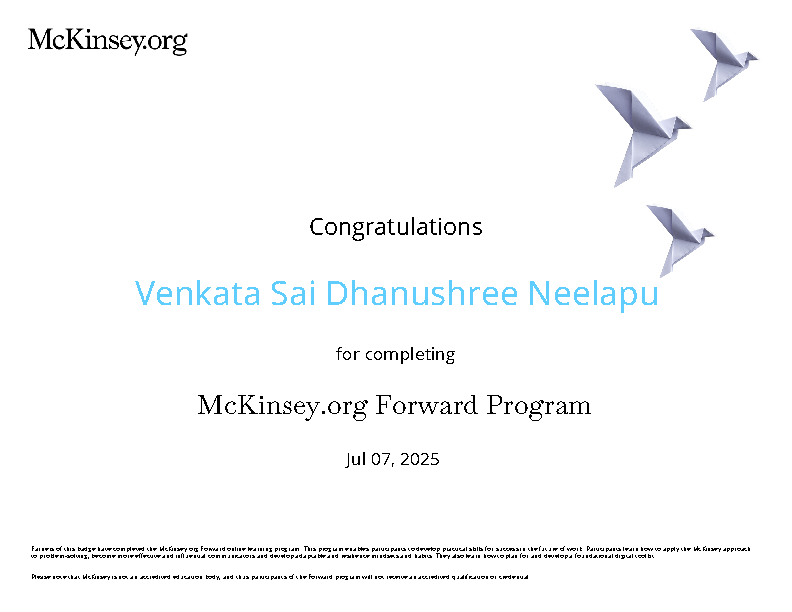 McKinsey.org
Congratulations
Venkata Sai Dhanushree Neelapu
for completing
McKinsey.org Forward Program
Jul 07, 2025
Earners of this badge have completed the McKinsey.org Forward online learning program. This program enables participants to develop practical skills for success in the future of work. Participants learn how to apply the McKinsey approach
to problem-solving, become more effective and influential communicators and develop adaptable and resilience mindsets and habits. They also learn how to plan for and develop a foundational digital toolkit.
Please note that McKinsey is not an accredited education body, and thus participants of the Forward program will not receive an accredited qualification or credential.